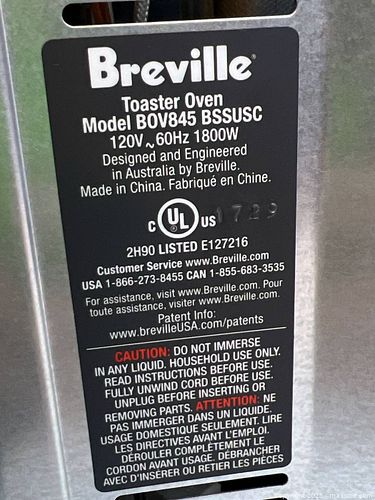 Breville
Toaster Oven
Model BOV845 BSSUSC
120V ~ 60Hz 1800W
Designed and Engineered
in Australia by Breville.
Made in China. Fabriqué en Chine.
C UL US 1729
2H90 LISTED E127216
Customer Service www.Breville.com
USA 1-866-273-8455 CAN 1-855-683-3535
For assistance, visit www.Breville.com. Pour
toute assistance, visiter www.Breville.com.
Patent Info:
www.brevilleUSA.com/patents
CAUTION: DO NOT IMMERSE
IN ANY LIQUID. HOUSEHOLD USE ONLY.
READ INSTRUCTIONS BEFORE USE.
FULLY UNWIND CORD BEFORE USE.
UNPLUG BEFORE INSERTING OR
REMOVING PARTS. ATTENTION: NE
PAS IMMERGER DANS UN LIQUIDE.
USAGE DOMESTIQUE SEULEMENT. LIRE
LES DIRECTIVES AVANT L'EMPLOI.
DEROULER COMPLÈTEMENT LE
CORDON AVANT USAGE. DÉBRANCHER
AVEC D'INSÉRER OU RETIER LES PIÈCES